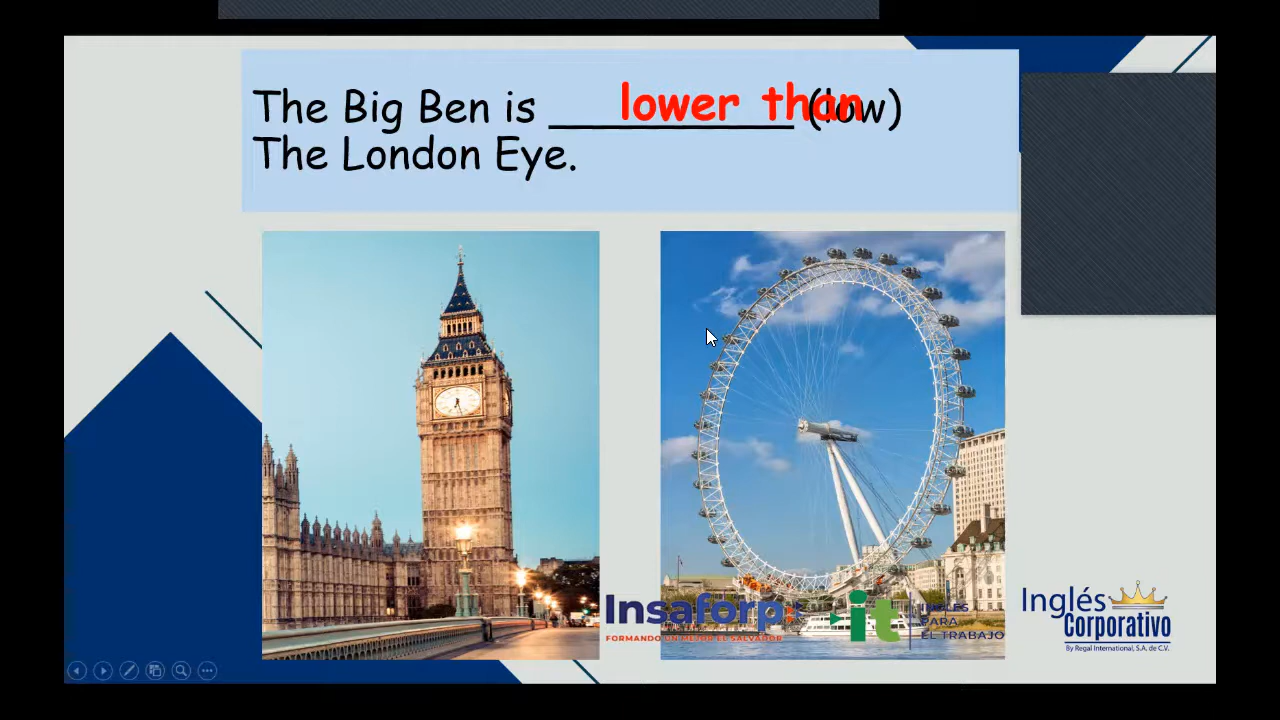 The Big Ben is __________ (low)
lower than
The London Eye.
Insaforp
FORMANDO UN MEJOR EL SALVADOR
it
INGLÉS
PARA
EL TRABAJO
Inglés
Corporativo
By Regal International, S.A. de C.V.